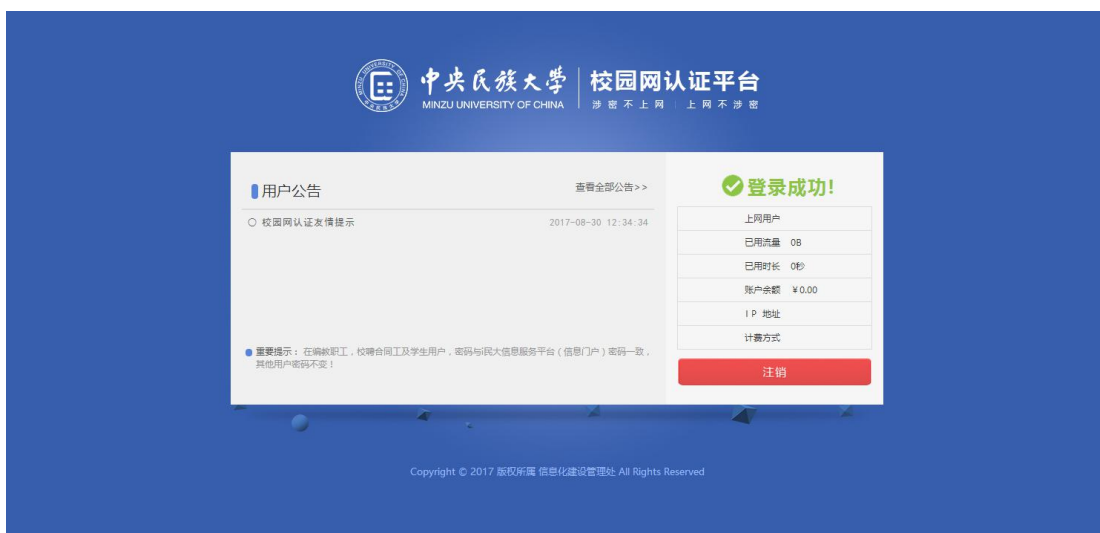 中央民族大学
MINZU UNIVERSITY OF CHINA
校园网认证平台
涉密不上网 | 上网不涉密
用户公告
查看全部公告>>
校园网认证友情提示
2017-08-30 12:34:34
重要提示：在编教职工，校聘合同工及学生用户，密码与民大信息服务平台（信息门户）密码一致，
其他用户密码不变！
登录成功!
上网用户
已用流量 0B
已用时长 0秒
账户余额 ￥0.00
I P 地址
计费方式
注销
Copyright © 2017 版权所属 信息化建设管理处 All Rights Reserved